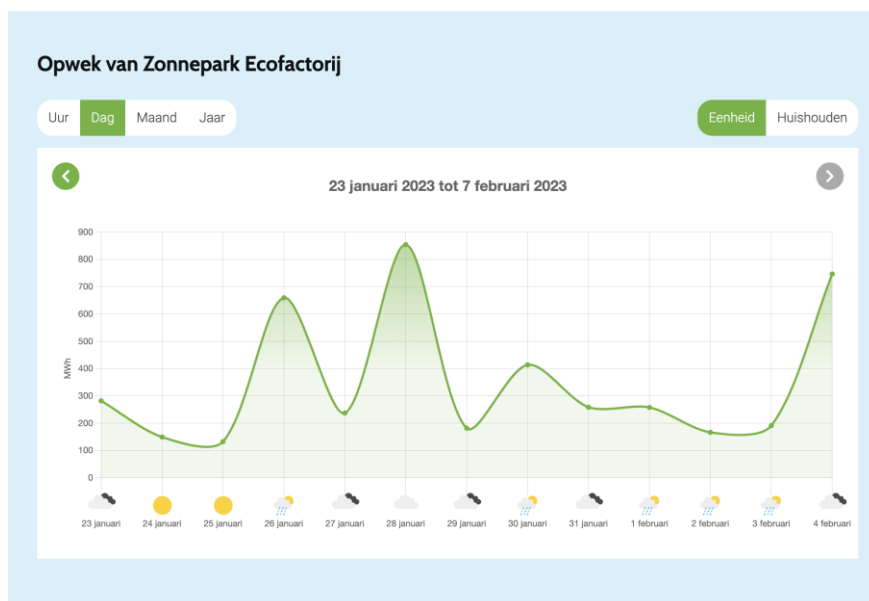 Opwek van Zonnepark Ecofactorij
Uur Dag Maand Jaar Eenheid Huishouden
23 januari 2023 tot 7 februari 2023
900
800
700
600
500
400
300
200
100
0
MWh
23 januari 24 januari 25 januari 26 januari 27 januari 28 januari 29 januari 30 januari 31 januari 1 februari 2 februari 3 februari 4 februari